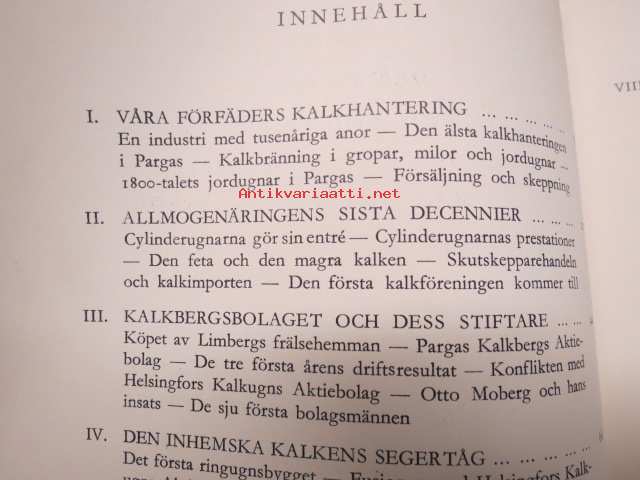 INNEHÅLL
VIII
I. VÅRA FÖRFÄDERS KALKHANTERING ... ... ... ...
En industri med tusenåriga anor — Den älsta kalkhanteringen
i Pargas — Kalkbränning i gropar, milor och jordugnar —
1800-talets jordugnar i Pargas — Försäljning och skeppning
Antikvariaatti.net
II. ALLMOGENÄRINGENS SISTA DECENNIER ... ... ...
Cylinderugnarna gör sin entré — Cylinderugnarnas prestationer
— Den feta och den magra kalken — Skutskepparehandeln
och kalkimporten — Den första kalkföreningen kommer till
III. KALKBERGSBOLAGET OCH DESS STIFTARE ... ...
Köpet av Limbergs frälsehemman — Pargas Kalkbergs Aktie-
bolag — De tre första årens driftsresultat — Konflikten med
Helsingfors Kalkugns Aktiebolag — Otto Moberg och hans
insats — De sju första bolagsmännen
IV. DEN INHEMSKA KALKENS SEGERTÅG ... ... ... ...
Det första ringugnsbygget — Helsingfors Kalk-